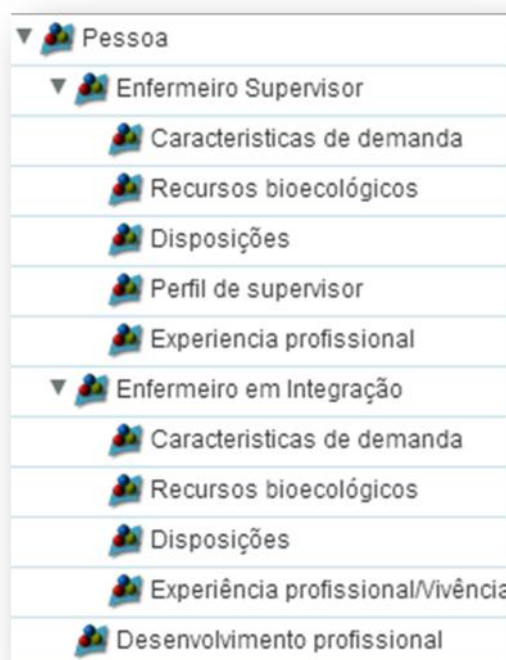 Pessoa
Enfermeiro Supervisor
Caracteristicas de demanda
Recursos bioecológicos
Disposições
Perfil de supervisor
Experiencia profissional
Enfermeiro em Integração
Caracteristicas de demanda
Recursos bioecológicos
Disposições
Experiência profissional/Vivência
Desenvolvimento profissional